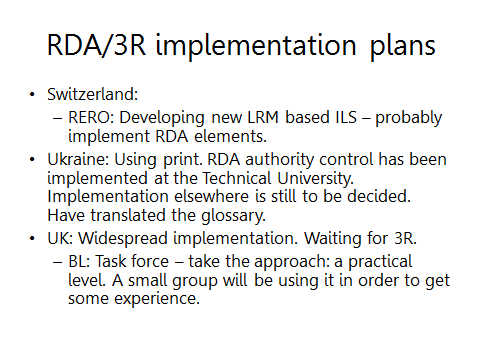 RDA/3R implementation plans
• Switzerland:
– RERO: Developing new LRM based ILS – probably
implement RDA elements.
• Ukraine: Using print. RDA authority control has been
implemented at the Technical University.
Implementation elsewhere is still to be decided.
Have translated the glossary.
• UK: Widespread implementation. Waiting for 3R.
– BL: Task force – take the approach: a practical
level. A small group will be using it in order to get
some experience.